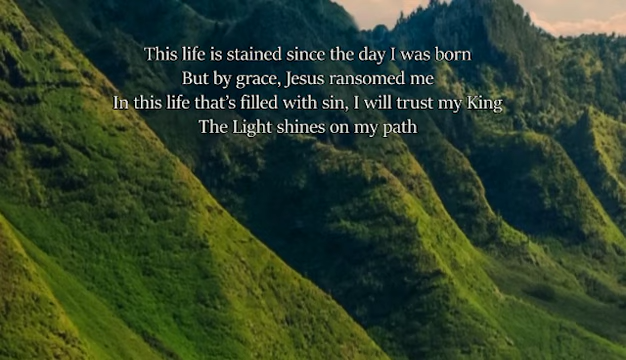 This life is stained since the day I was born
But by grace, Jesus ransomed me
In this life that's filled with sin, I will trust my King
The Light shines on my path